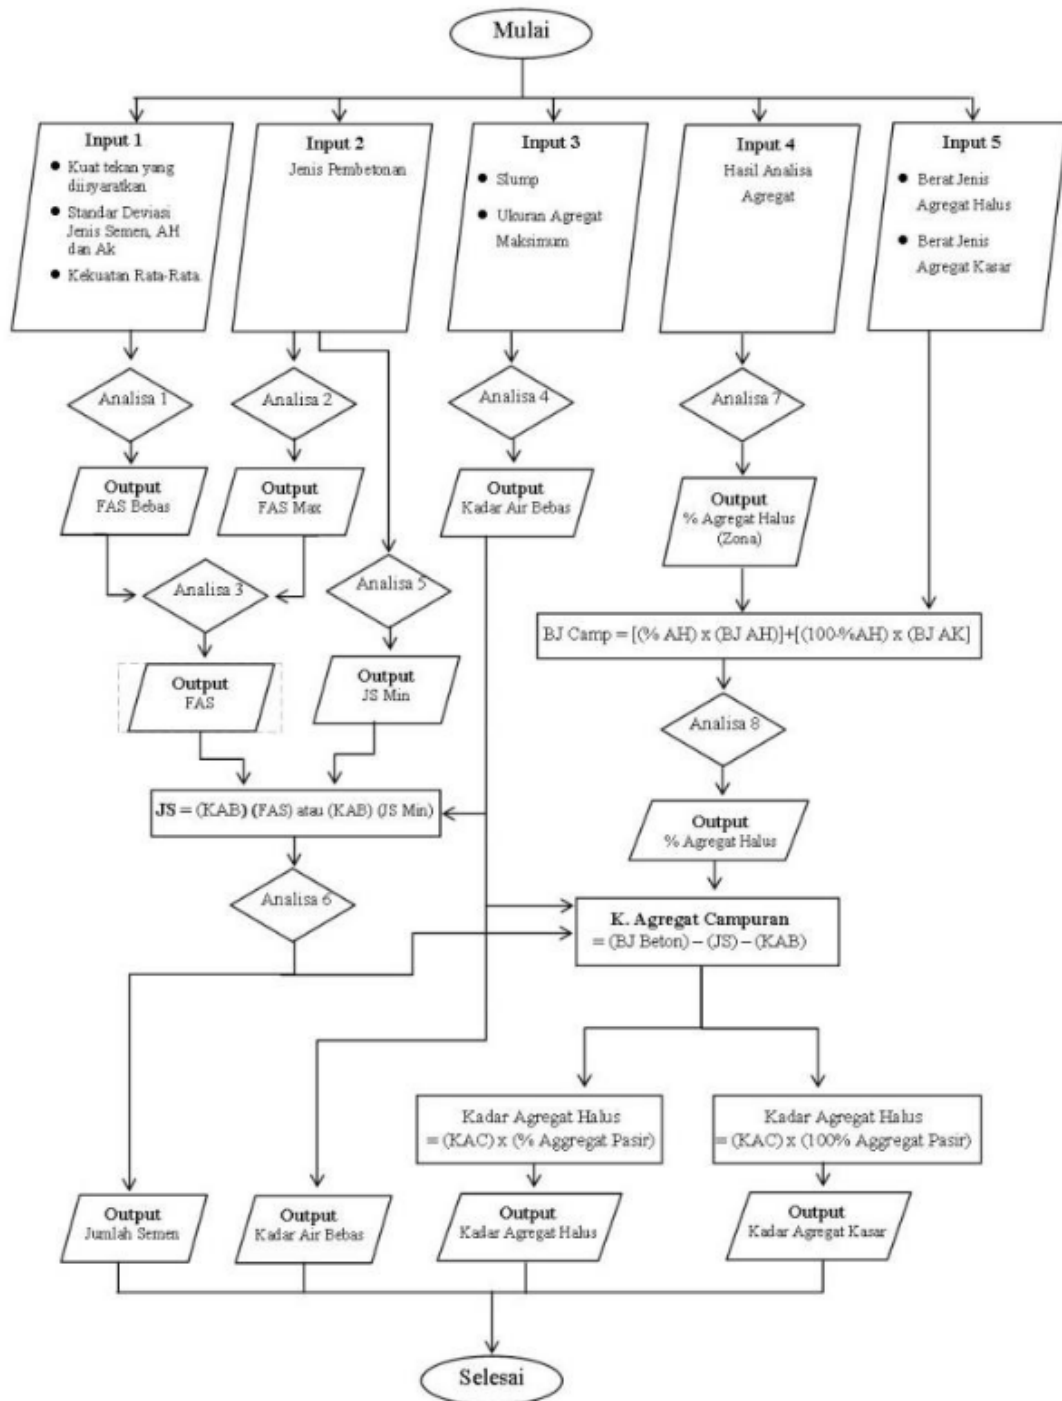 Mulai
Input 1
● Kuat tekan yang
diisyaratkan
● Standar Deviasi
Jenis Semen, AH
dan Ak
● Kekuatan Rata-Rata.
Input 2
Jenis Pembetonan
Input 3
● Slump
● Ukuran Agregat
Maksimum
Input 4
Hasil Analisa
Agregat
Input 5
● Berat Jenis
Agregat Halus
● Berat Jenis
Agregat Kasar
Analisa 1
Analisa 2
Analisa 4
Analisa 7
Output
FAS Bebas
Output
FAS Max
Output
Kadar Air Bebas
Output
% Agregat Halus
(Zona)
Analisa 3
Analisa 5
BJ Camp = [(% AH) x (BJ AH)]+[(100-%AH) x (BJ AK]
Output
FAS
Output
JS Min
Analisa 8
JS = (KAB) (FAS) atau (KAB) (JS Min)
Output
% Agregat Halus
Analisa 6
K. Agregat Campuran
= (BJ Beton) – (JS) – (KAB)
Kadar Agregat Halus
= (KAC) x (% Aggregat Pasir)
Kadar Agregat Halus
= (KAC) x (100% Aggregat Pasir)
Output
Jumlah Semen
Output
Kadar Air Bebas
Output
Kadar Agregat Halus
Output
Kadar Agregat Kasar
Selesai